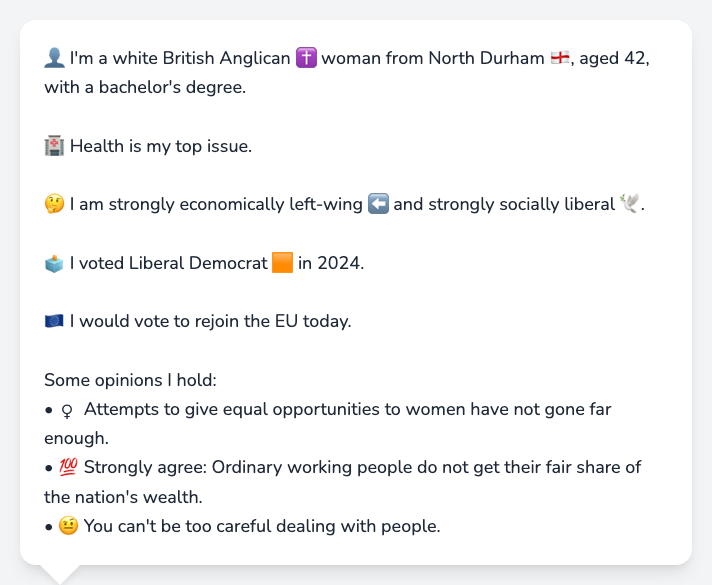 👤 I'm a white British Anglican ✝️ woman from North Durham 🏴󠁧󠁢󠁥󠁮󠁧󠁿, aged 42,
with a bachelor's degree.
🏥 Health is my top issue.
🤔 I am strongly economically left-wing ⬅️ and strongly socially liberal 🕊️.
🗳️ I voted Liberal Democrat 🟧 in 2024.
🇪🇺 I would vote to rejoin the EU today.
Some opinions I hold:
• ♀ Attempts to give equal opportunities to women have not gone far
enough.
• 💯 Strongly agree: Ordinary working people do not get their fair share of
the nation's wealth.
• 🤨 You can't be too careful dealing with people.